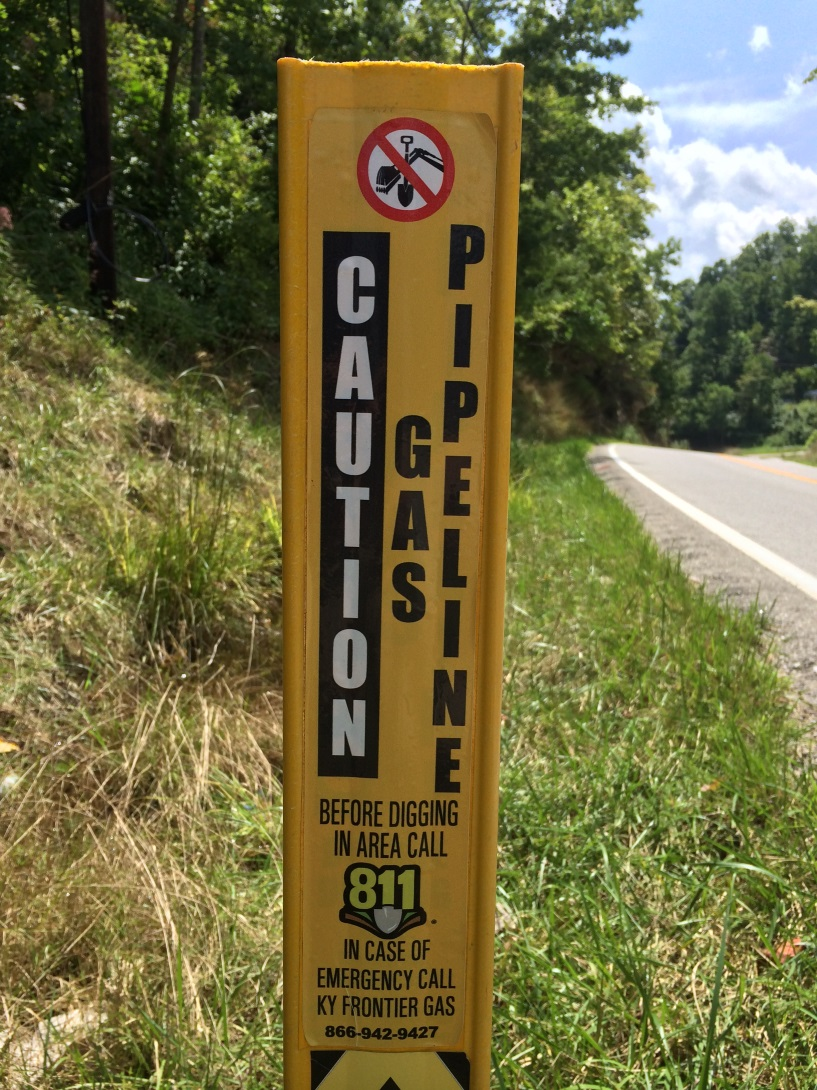 CAUTION
GAS
PIPELINE
BEFORE DIGGING
IN AREA CALL
811
IN CASE OF
EMERGENCY CALL
KY FRONTIER GAS
866-942-9427